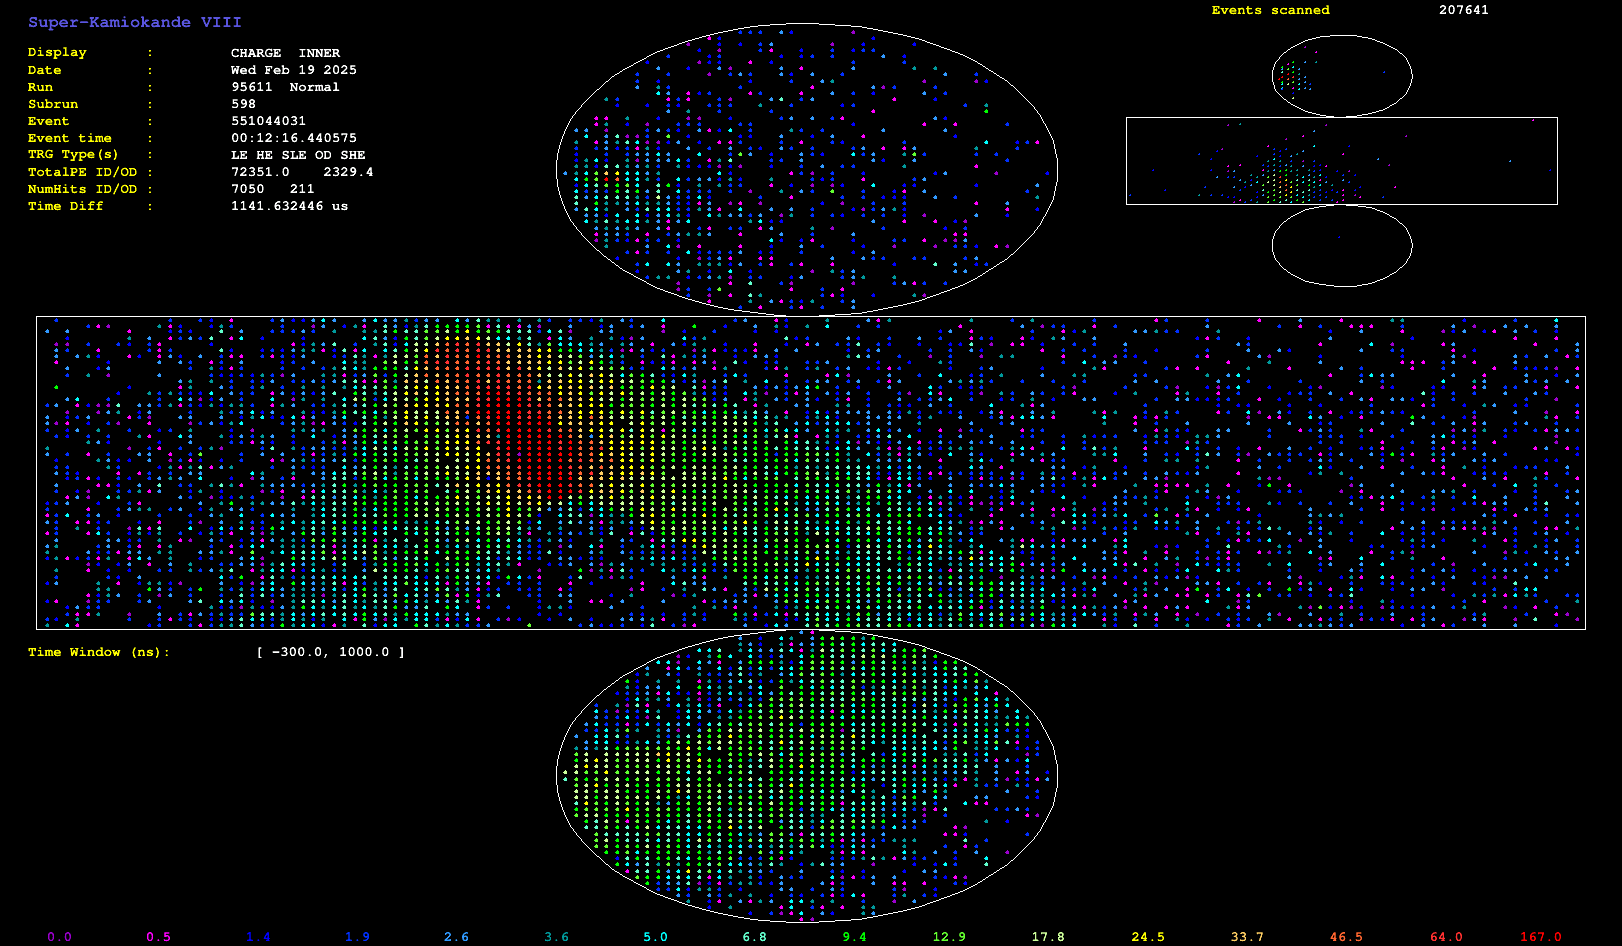 Super-Kamiokande VIII
Events scanned 207641
Display : CHARGE INNER
Date : Wed Feb 19 2025
Run : 95611 Normal
Subrun : 598
Event : 551044031
Event time : 00:12:16.440575
TRG Type(s) : LE HE SLE OD SHE
TotalPE ID/OD : 72351.0 2329.4
NumHits ID/OD : 7050 211
Time Diff : 1141.632446 us
Time Window (ns): [ -300.0, 1000.0 ]
0.0 0.5 1.4 1.9 2.6 3.6 5.0 6.8 9.4 12.9 17.8 24.5 33.7 46.5 64.0 167.0